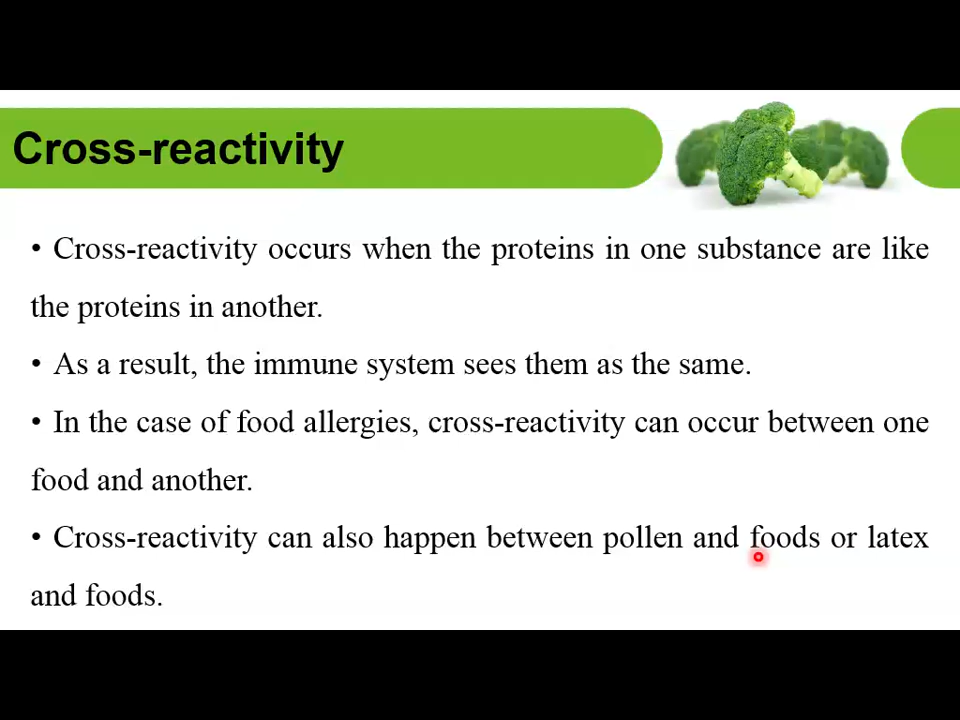 Cross-reactivity
• Cross-reactivity occurs when the proteins in one substance are like
the proteins in another.
• As a result, the immune system sees them as the same.
• In the case of food allergies, cross-reactivity can occur between one
food and another.
• Cross-reactivity can also happen between pollen and foods or latex
and foods.